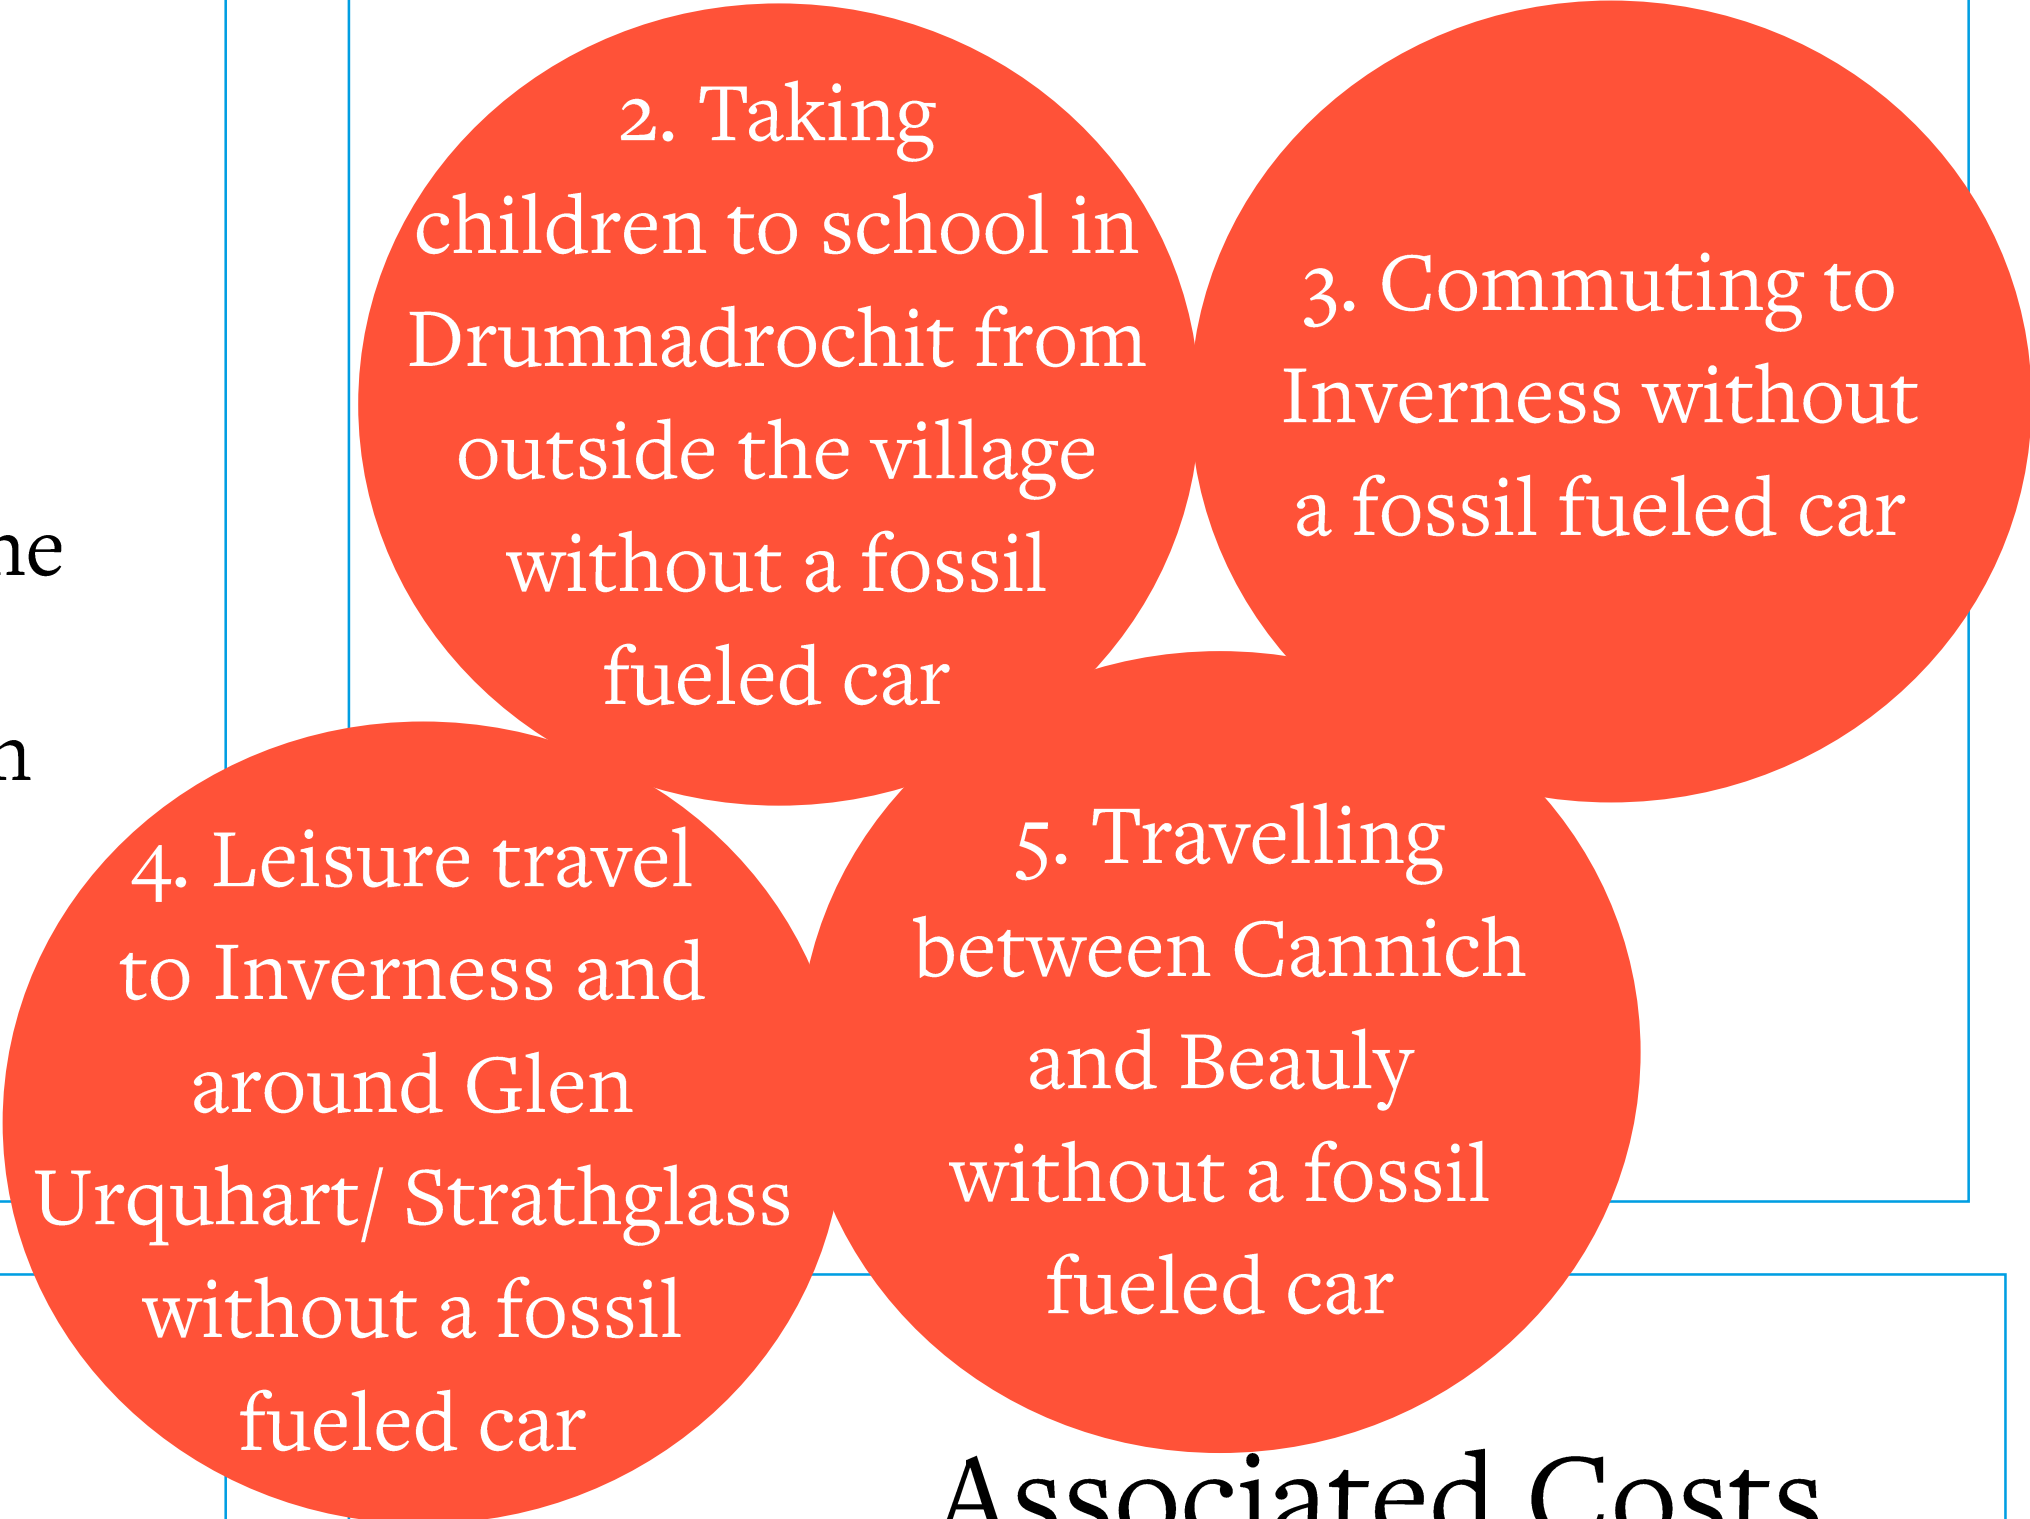 2. Taking
children to school in
Drumnadrochit from
outside the village
without a fossil
fueled car
3. Commuting to
Inverness without
a fossil fueled car
4. Leisure travel
to Inverness and
around Glen
Urquhart/ Strathglass
without a fossil
fueled car
5. Travelling
between Cannich
and Beauly
without a fossil
fueled car
Associated Costs